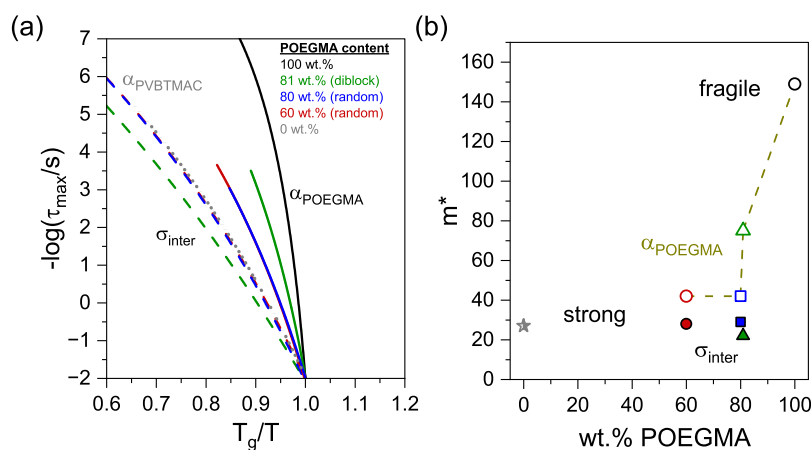 (a)
-log(τmax/s)
7
6
5
4
3
2
1
0
−1
−2
0.6 0.7 0.8 0.9 1.0 1.1 1.2
Tg/T
POEGMA content
100 wt.%
81 wt.% (diblock)
80 wt.% (random)
60 wt.% (random)
0 wt.%
αPVBTMAC
αPOEGMA
σinter
(b)
m*
160
140
120
100
80
60
40
20
0
0 20 40 60 80 100
wt.% POEGMA
fragile
αPOEGMA
strong
σinter